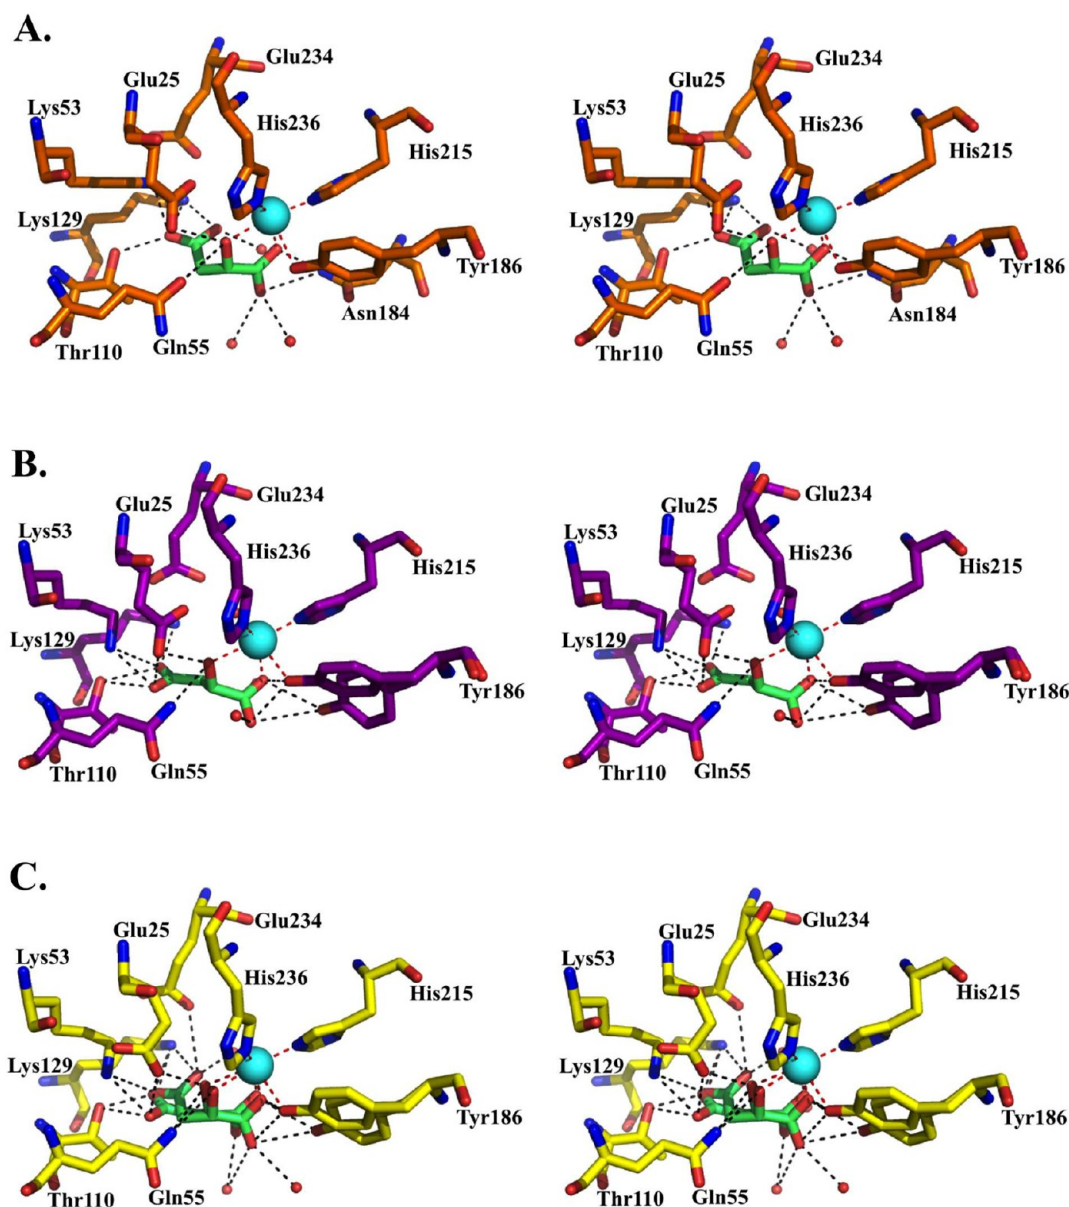 A.
Glu234 Glu234
Glu25 Glu25
Lys53 Lys53
His236 His236
His215 His215
Lys129 Lys129
Tyr186 Tyr186
Asn184 Asn184
Thr110 Gln55 Thr110 Gln55
B.
Glu234 Glu234
Glu25 Glu25
Lys53 Lys53
His236 His236
His215 His215
Lys129 Lys129
Tyr186 Tyr186
Thr110 Gln55 Thr110 Gln55
C.
Glu234 Glu234
Glu25 Glu25
Lys53 Lys53
His236 His236
His215 His215
Lys129 Lys129
Tyr186 Tyr186
Thr110 Gln55 Thr110 Gln55